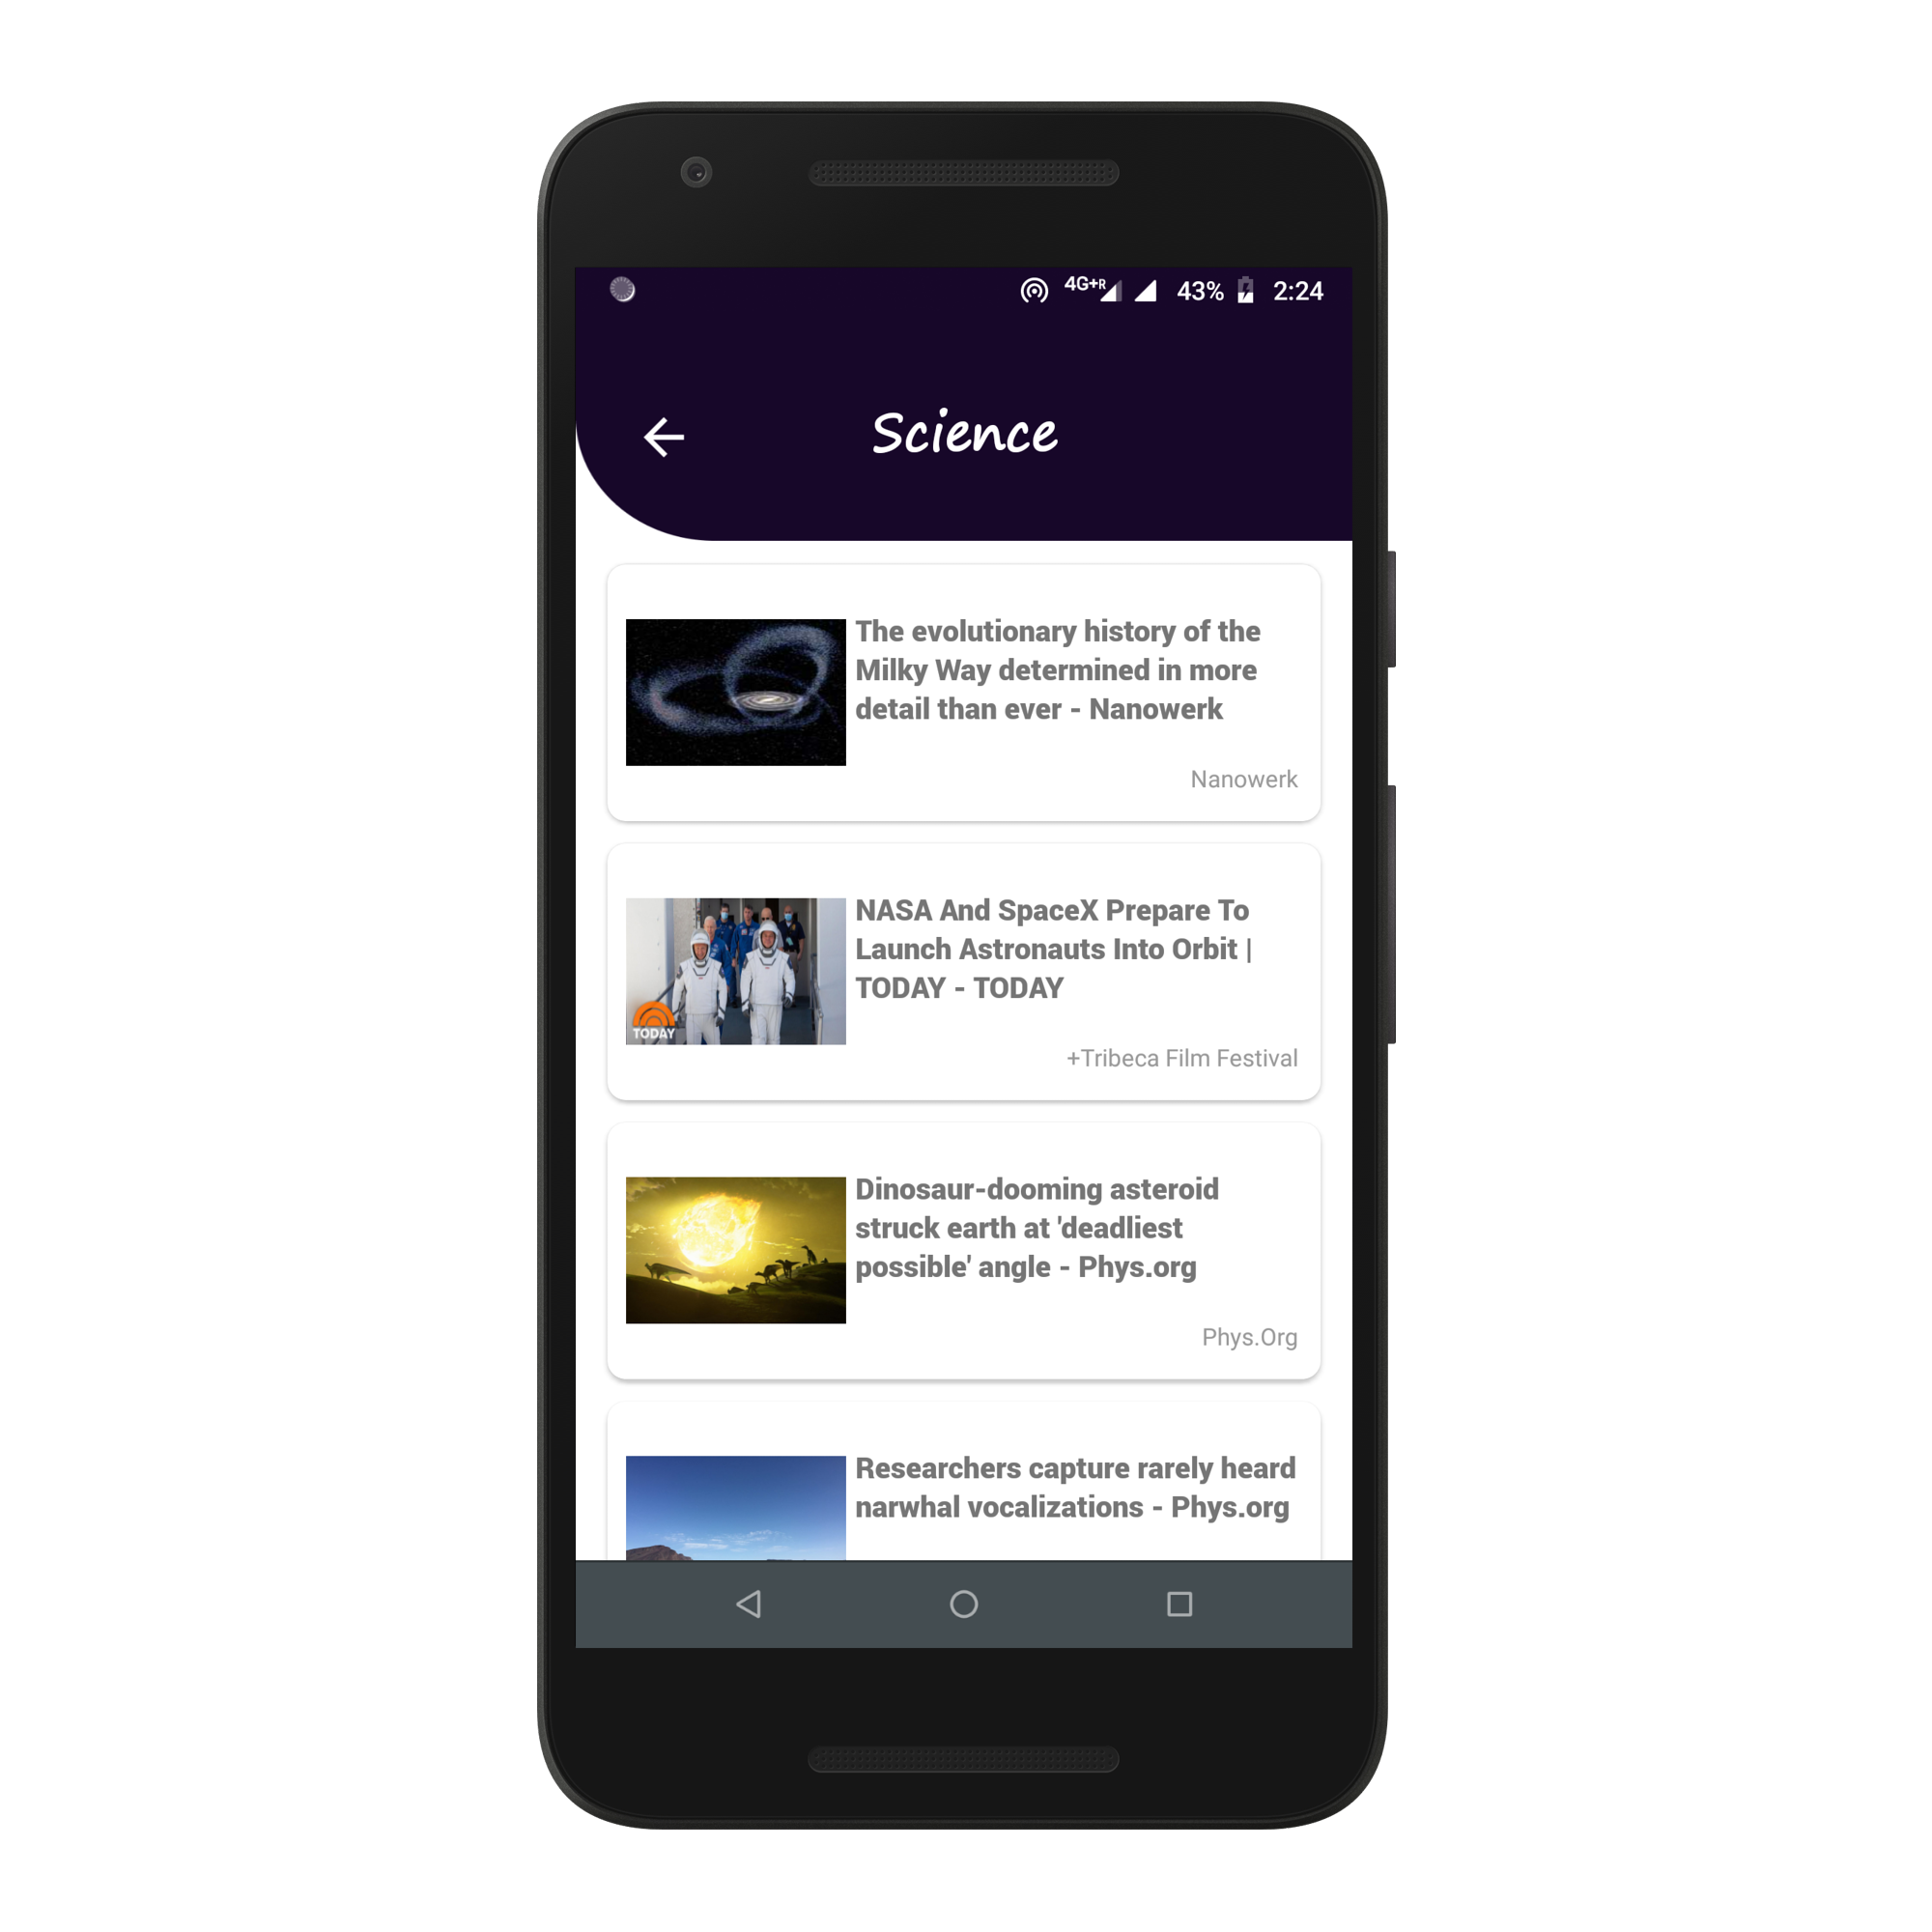 4G+R 43% 2:24
Science
The evolutionary history of the
Milky Way determined in more
detail than ever - Nanowerk
Nanowerk
NASA And SpaceX Prepare To
Launch Astronauts Into Orbit |
TODAY - TODAY
TODAY
+Tribeca Film Festival
Dinosaur-dooming asteroid
struck earth at 'deadliest
possible' angle - Phys.org
Phys.Org
Researchers capture rarely heard
narwhal vocalizations - Phys.org